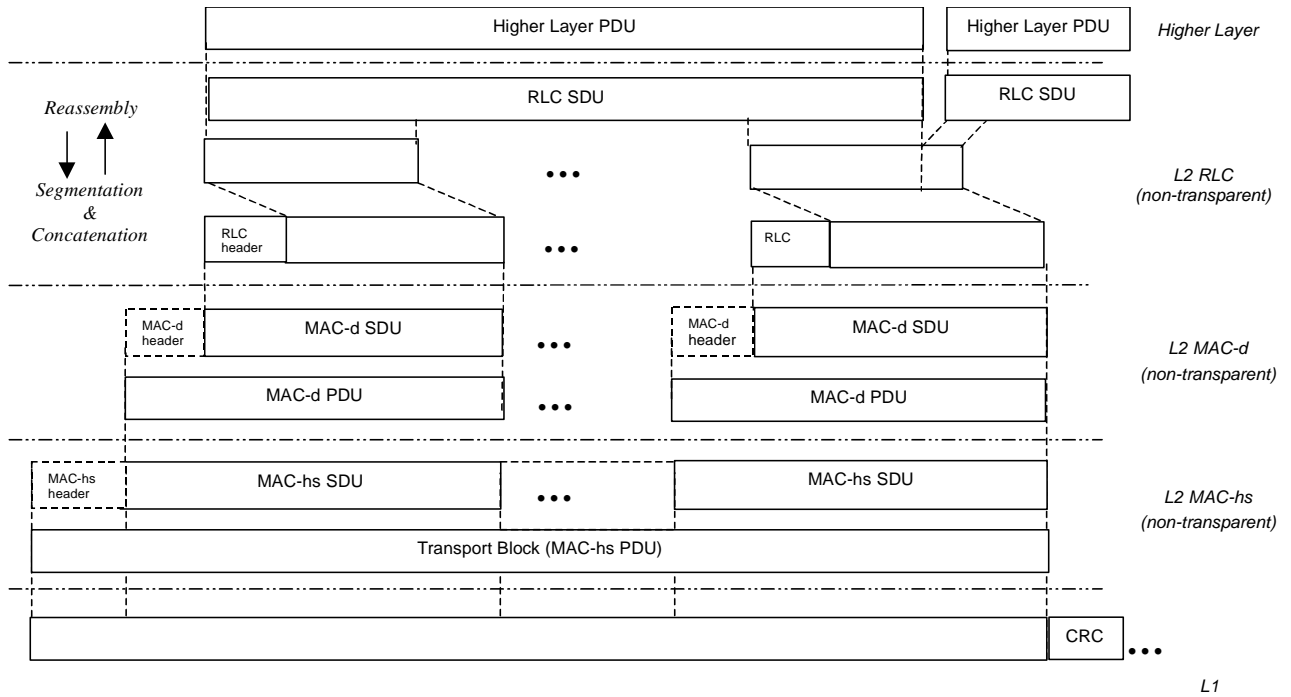 Higher Layer PDU
Higher Layer PDU
Higher Layer
RLC SDU
RLC SDU
Reassembly
Segmentation
&
Concatenation
L2 RLC
(non-transparent)
RLC
header
RLC
MAC-d
header
MAC-d SDU
MAC-d
header
MAC-d SDU
L2 MAC-d
(non-transparent)
MAC-d PDU
MAC-d PDU
MAC-hs
header
MAC-hs SDU
MAC-hs SDU
L2 MAC-hs
(non-transparent)
Transport Block (MAC-hs PDU)
CRC
L1